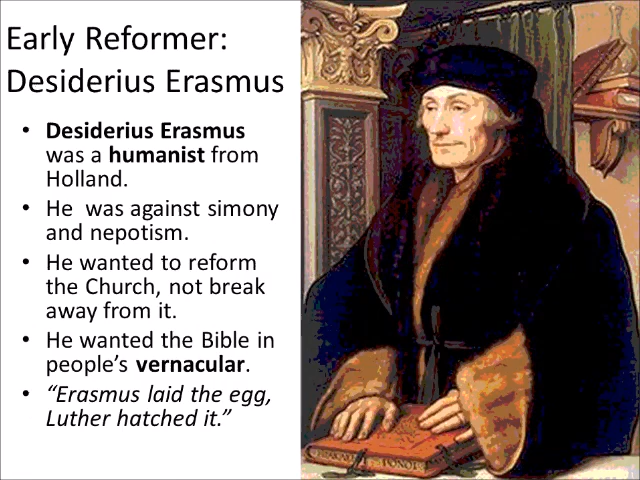 Early Reformer:
Desiderius Erasmus
• Desiderius Erasmus
was a humanist from
Holland.
• He  was against simony
and nepotism.
• He wanted to reform
the Church, not break
away from it.
• He wanted the Bible in
people’s vernacular.
• “Erasmus laid the egg,
Luther hatched it.”